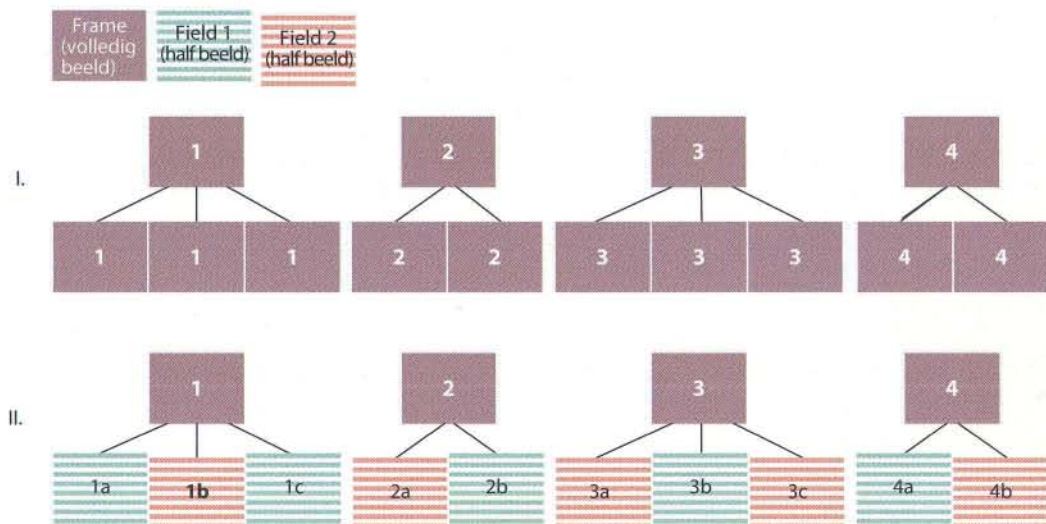 Frame
(volledig
beeld)
Field 1
(half beeld)
Field 2
(half beeld)
I.
1 2 3 4
1 1 1 2 2 3 3 3 4 4
II.
1 2 3 4
1a 1b 1c 2a 2b 3a 3b 3c 4a 4b